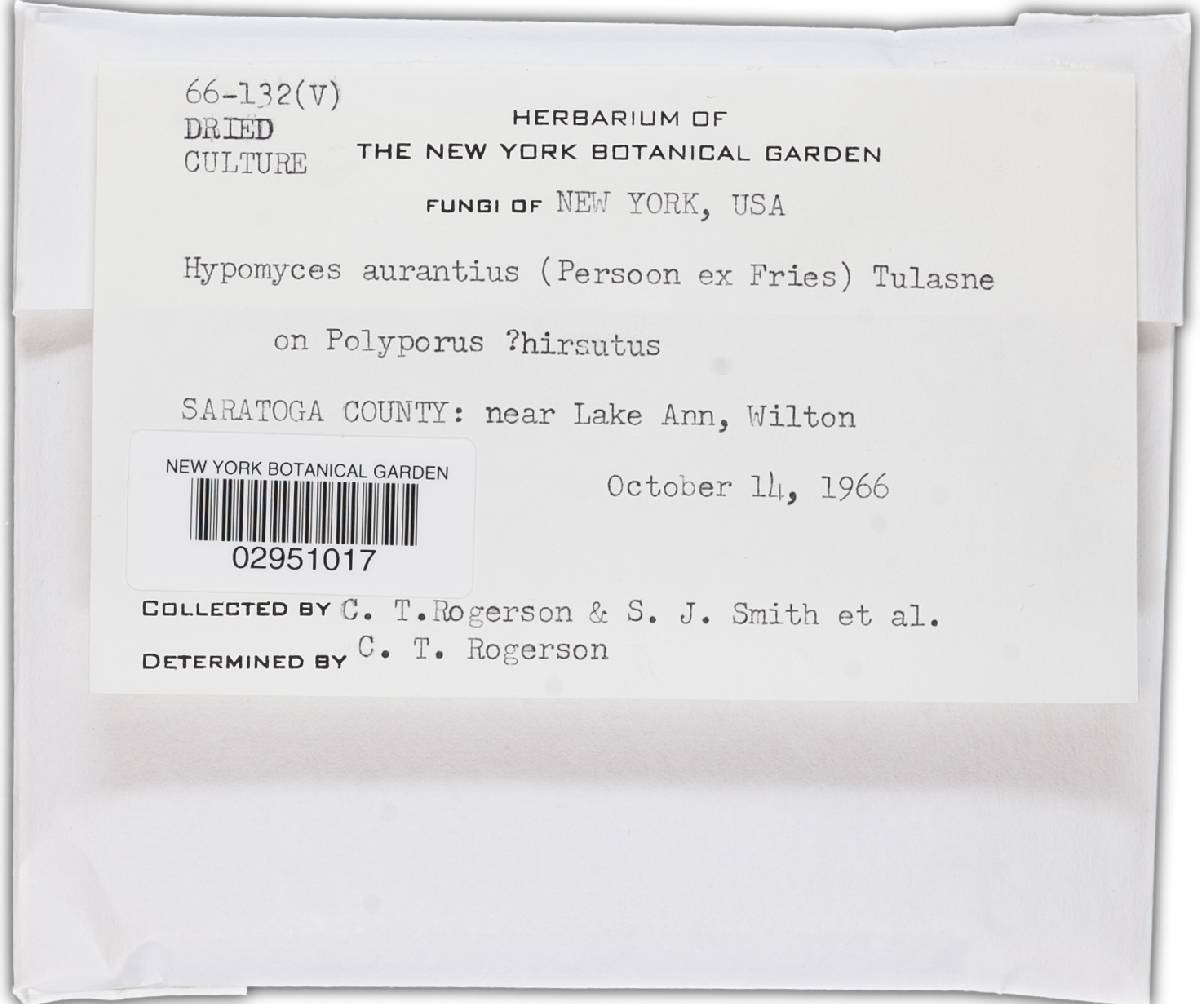 66-132(V)
DRIED
CULTURE
HERBARIUM OF
THE NEW YORK BOTANICAL GARDEN
FUNGI OF NEW YORK, USA
Hypomyces aurantius (Persoon ex Fries) Tulasne
on Polyporus ?hirsutus
SARATOGA COUNTY: near Lake Ann, Wilton
October 14, 1966
NEW YORK BOTANICAL GARDEN
02951017
COLLECTED BY C. T.Rogerson & S. J. Smith et al.
DETERMINED BY C. T. Rogerson